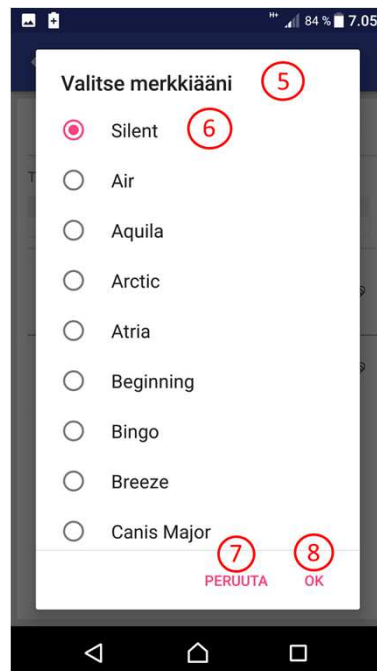 H+ 84 % 7.05
Valitse merkkiääni 5
Silent 6
Air
Aquila
Arctic
Atria
Beginning
Bingo
Breeze
Canis Major
7 8
PERUUTA OK